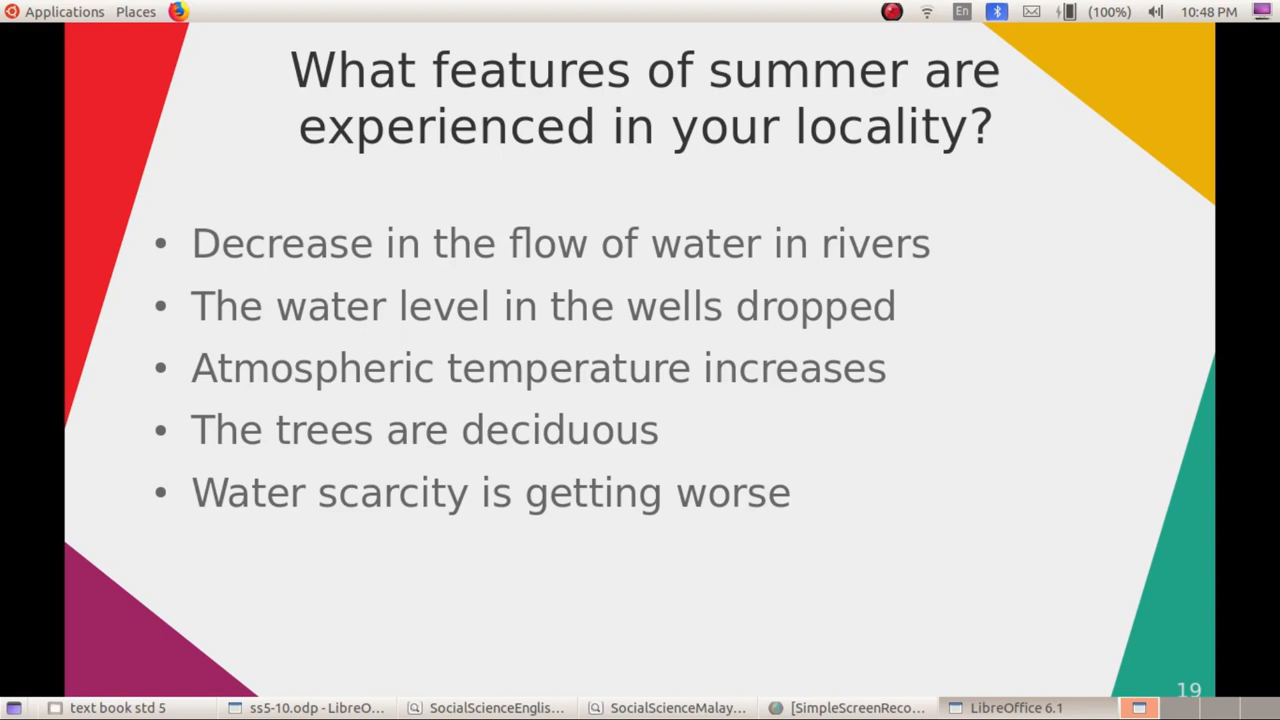 Applications Places En (100%) 10:48 PM
What features of summer are
experienced in your locality?
• Decrease in the flow of water in rivers
• The water level in the wells dropped
• Atmospheric temperature increases
• The trees are deciduous
• Water scarcity is getting worse
19
text book std 5 ss5-10.odp - LibreO... SocialScienceEnglis... SocialScienceMalay... [SimpleScreenReco... LibreOffice 6.1